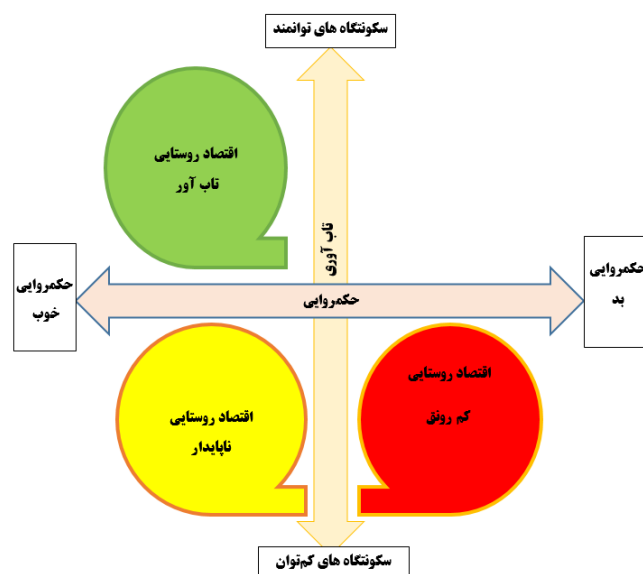 سکونتگاه های توانمند
اقتصاد روستایی
تاب آور
تاب آوری
حکمروایی
بد
حکمروایی
حکمروایی
خوب
اقتصاد روستایی
کم رونق
اقتصاد روستایی
ناپایدار
سکونتگاه های کم‌توان